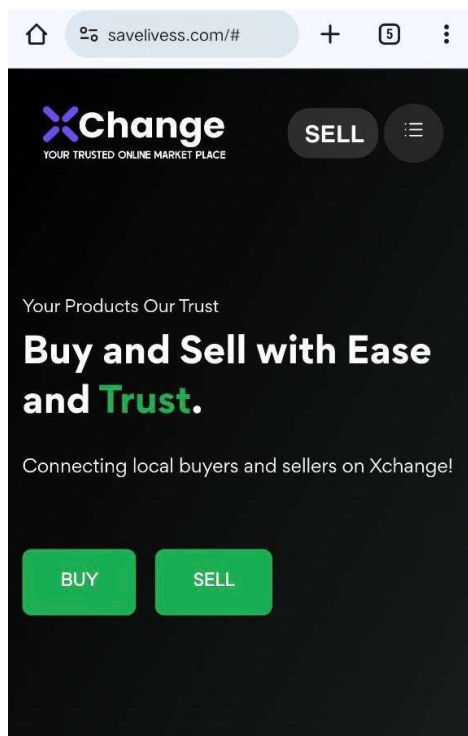 savelivess.com/#
5
XChange
SELL
YOUR TRUSTED ONLINE MARKET PLACE
Your Products Our Trust
Buy and Sell with Ease
and Trust.
Connecting local buyers and sellers on Xchange!
BUY
SELL